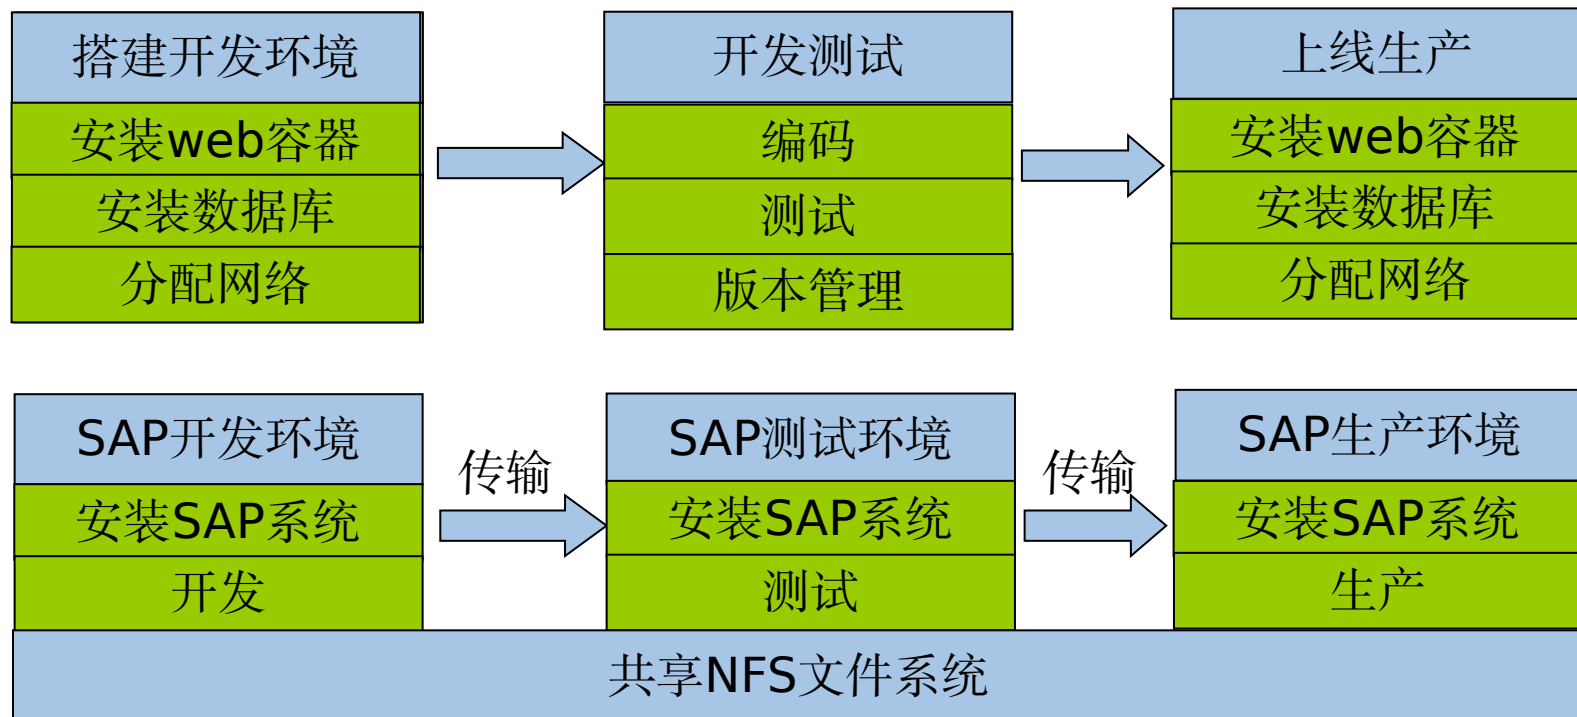 搭建开发环境
安装web容器
安装数据库
分配网络
开发测试
编码
测试
版本管理
上线生产
安装web容器
安装数据库
分配网络
SAP开发环境
安装SAP系统
开发
传输
SAP测试环境
安装SAP系统
测试
传输
SAP生产环境
安装SAP系统
生产
共享NFS文件系统